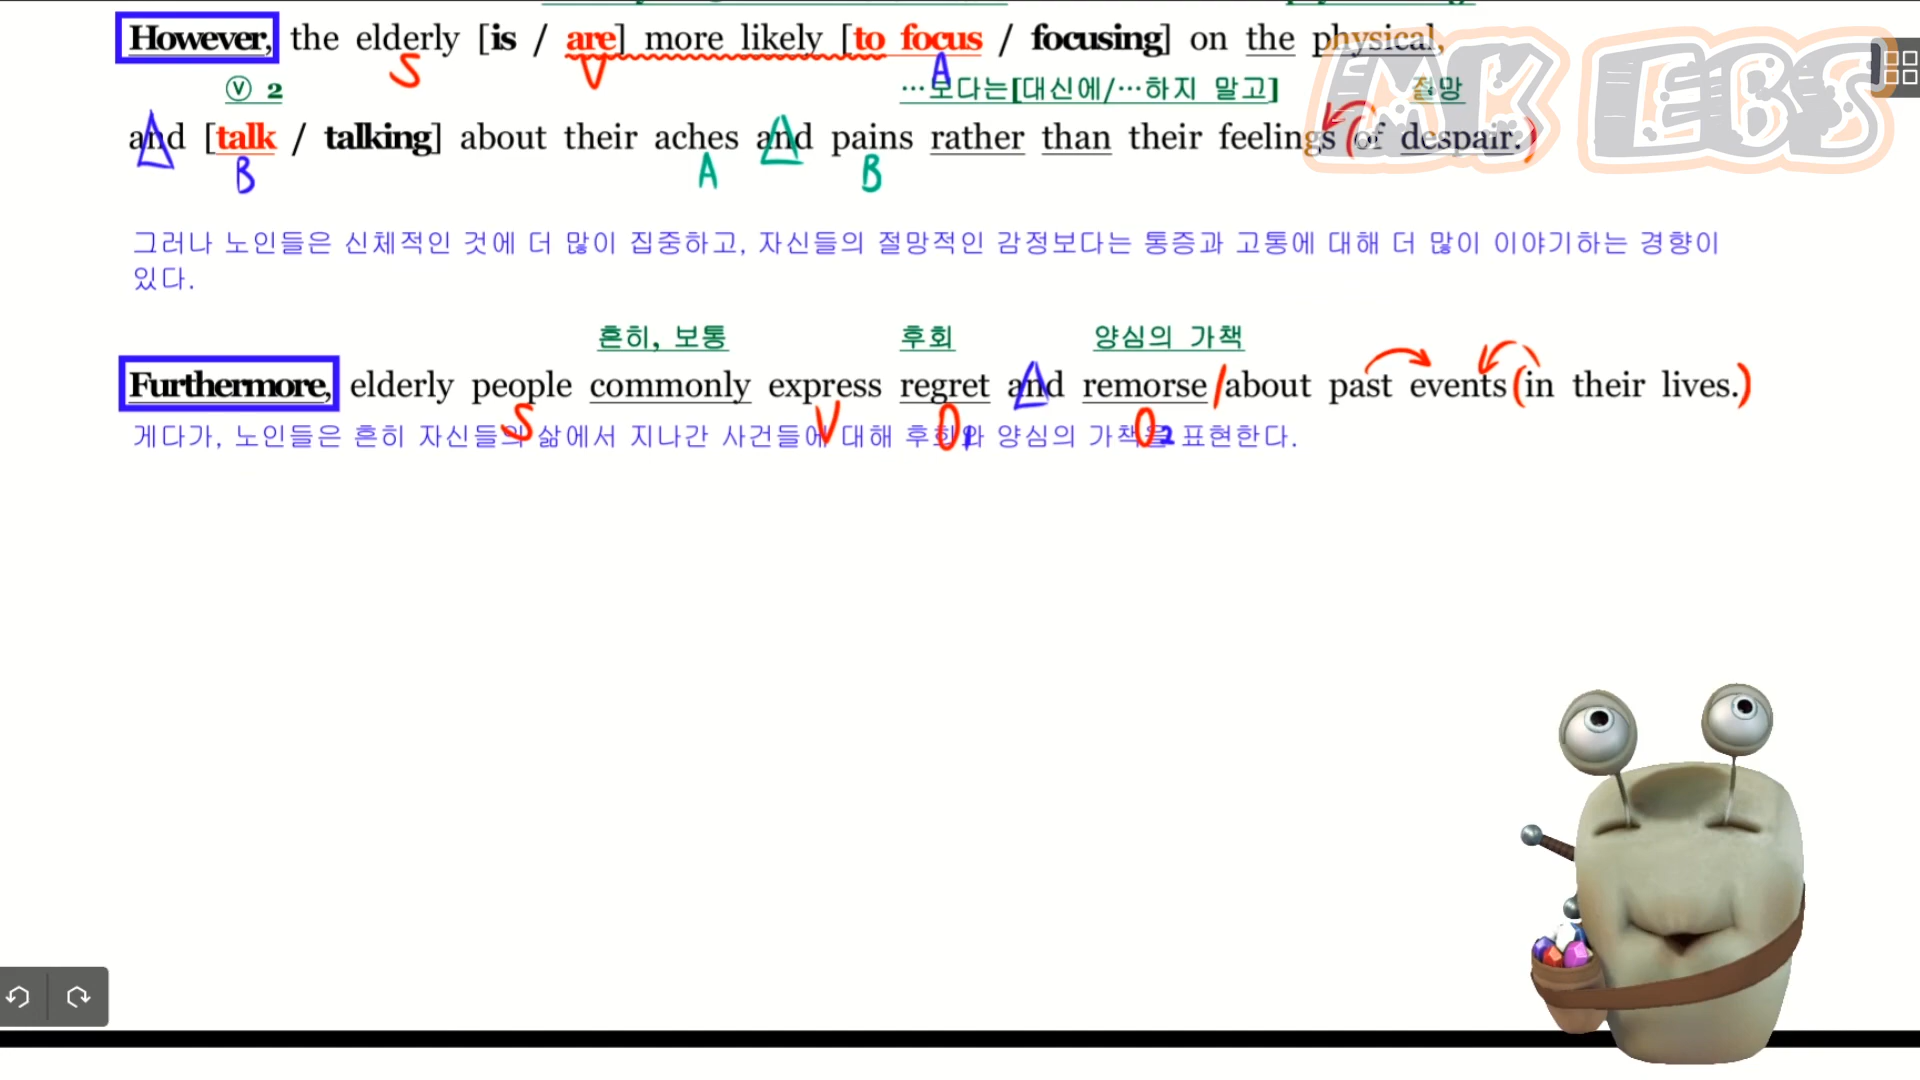 However, the elderly [is / are] more likely [to focus / focusing] on the physical,
ⓥ 2 …보다는[대신에/…하지 말고] 절망
and [talk / talking] about their aches and pains rather than their feelings (of despair.)
그러나 노인들은 신체적인 것에 더 많이 집중하고, 자신들의 절망적인 감정보다는 통증과 고통에 대해 더 많이 이야기하는 경향이
있다.
흔히, 보통 후회 양심의 가책
Furthermore, elderly people commonly express regret and remorse / about past events (in their lives.)
S V O1 O2
게다가, 노인들은 흔히 자신들의 삶에서 지나간 사건들에 대해 후회와 양심의 가책을 표현한다.